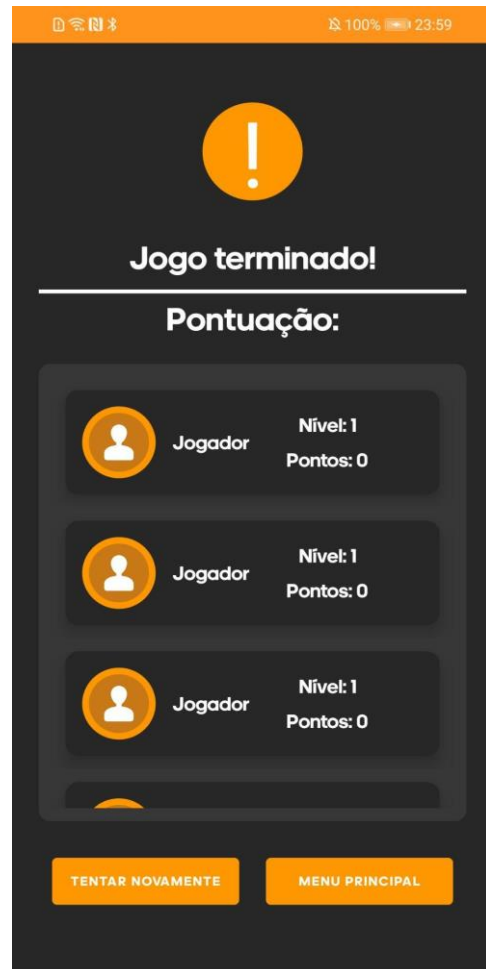 100% 23:59
Jogo terminado!
Pontuação:
Jogador
Nível: 1
Pontos: 0
Jogador
Nível: 1
Pontos: 0
Jogador
Nível: 1
Pontos: 0
TENTAR NOVAMENTE
MENU PRINCIPAL